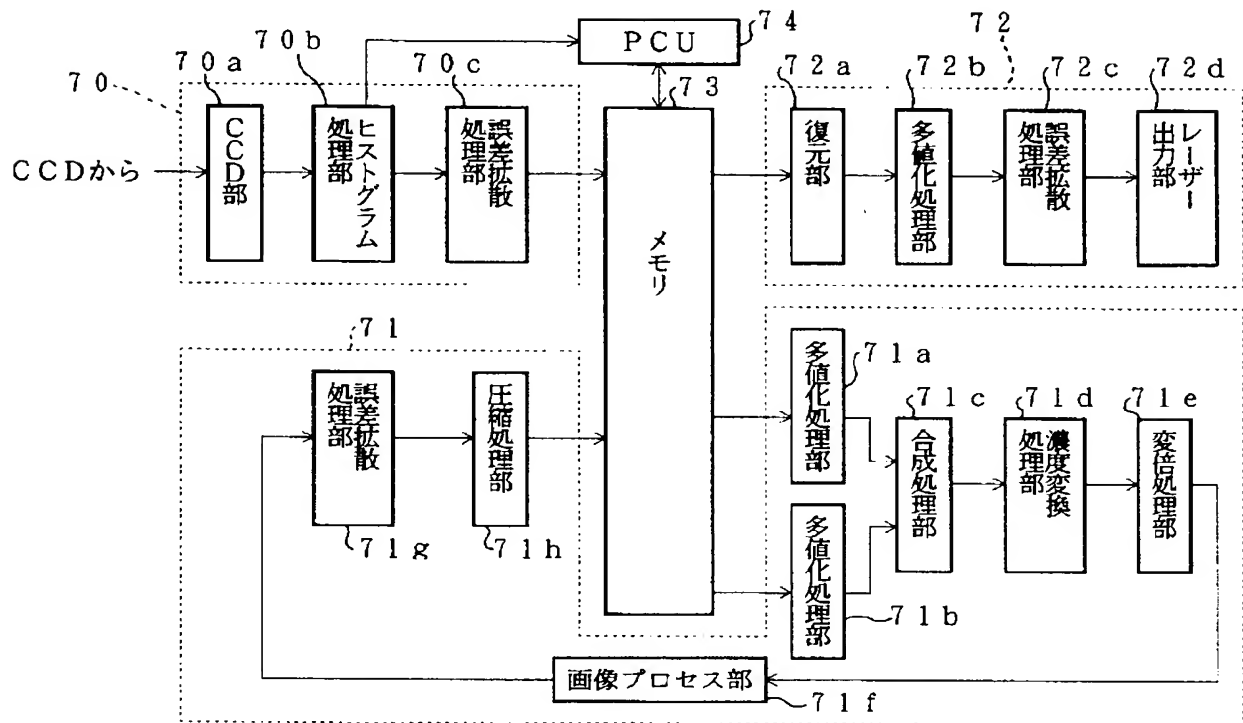 74
PCU
70
70a
70b
70c
73
72
72a
72b
72c
72d
CCDから
CCD部
ヒストグラム
処理部
誤差拡散
処理部
メモリ
復元部
多値化処理部
誤差拡散
処理部
レーザー
出力部
71
誤差拡散
処理部
圧縮処理部
71g
71h
多値化処理部
71a
多値化処理部
71b
71c
合成処理部
71d
濃度変換
処理部
71e
変倍処理部
画像プロセス部
71f